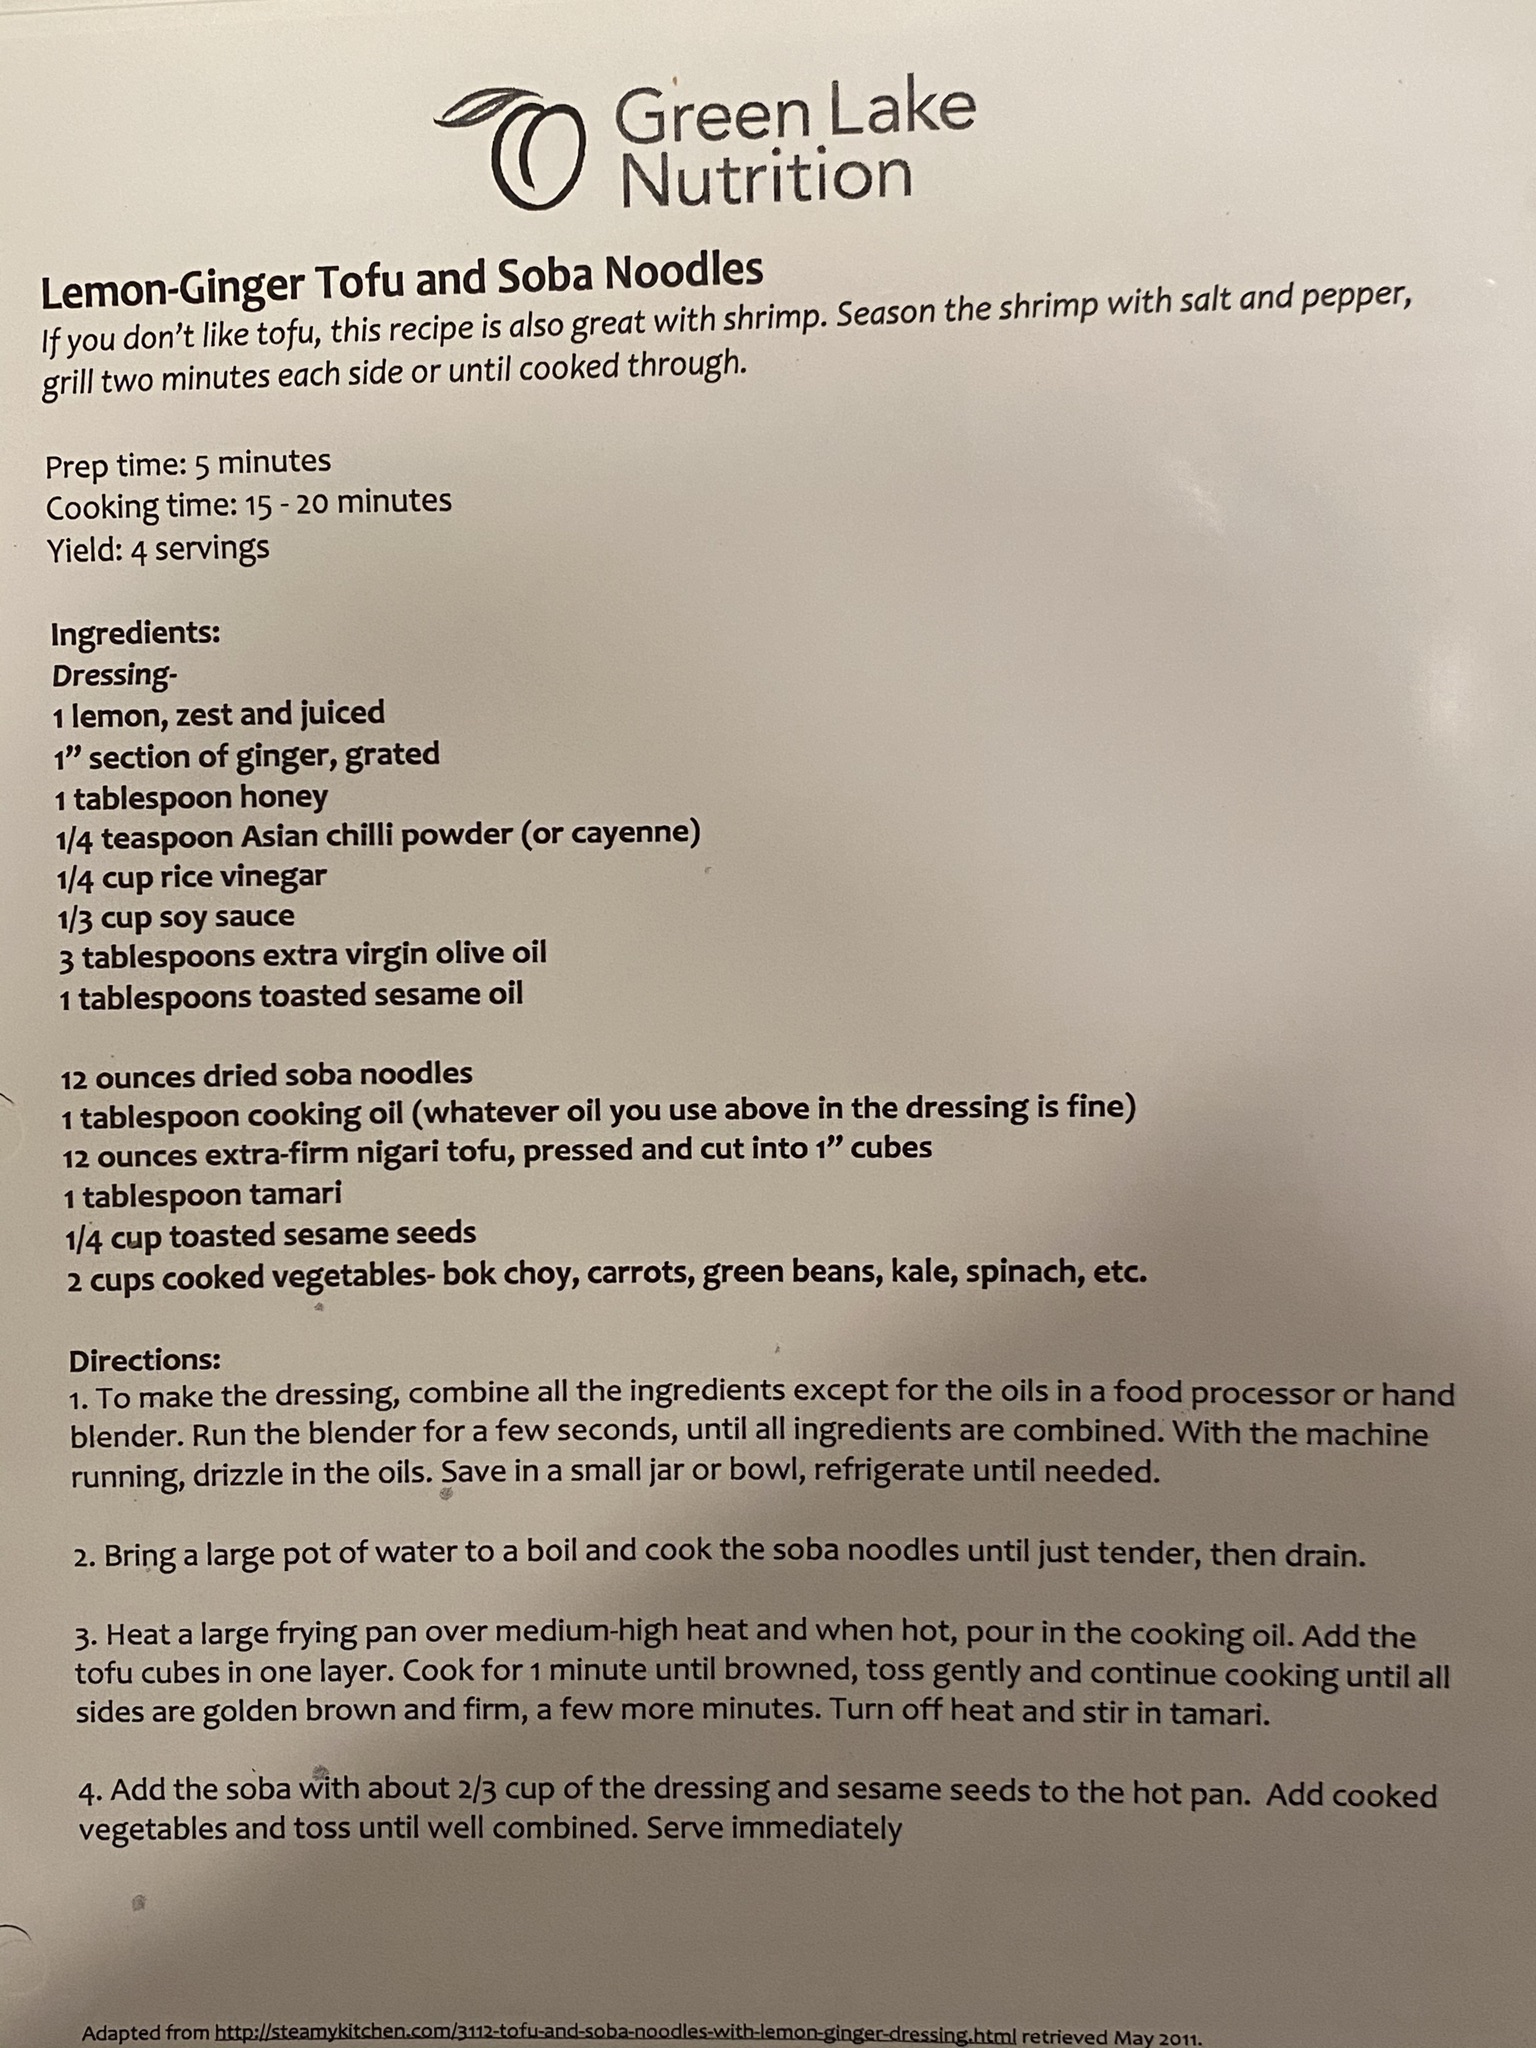 Green Lake
Nutrition
Lemon-Ginger Tofu and Soba Noodles
If you don't like tofu, this recipe is also great with shrimp. Season the shrimp with salt and pepper,
grill two minutes each side or until cooked through.
Prep time: 5 minutes
Cooking time: 15 - 20 minutes
Yield: 4 servings
Ingredients:
Dressing-
1 lemon, zest and juiced
1” section of ginger, grated
1 tablespoon honey
1/4 teaspoon Asian chilli powder (or cayenne)
1/4 cup rice vinegar
1/3 cup soy sauce
3 tablespoons extra virgin olive oil
1 tablespoons toasted sesame oil
12 ounces dried soba noodles
1 tablespoon cooking oil (whatever oil you use above in the dressing is fine)
12 ounces extra-firm nigari tofu, pressed and cut into 1” cubes
1 tablespoon tamari
1/4 cup toasted sesame seeds
2 cups cooked vegetables- bok choy, carrots, green beans, kale, spinach, etc.
Directions:
1. To make the dressing, combine all the ingredients except for the oils in a food processor or hand
blender. Run the blender for a few seconds, until all ingredients are combined. With the machine
running, drizzle in the oils. Save in a small jar or bowl, refrigerate until needed.
2. Bring a large pot of water to a boil and cook the soba noodles until just tender, then drain.
3. Heat a large frying pan over medium-high heat and when hot, pour in the cooking oil. Add the
tofu cubes in one layer. Cook for 1 minute until browned, toss gently and continue cooking until all
sides are golden brown and firm, a few more minutes. Turn off heat and stir in tamari.
4. Add the soba with about 2/3 cup of the dressing and sesame seeds to the hot pan. Add cooked
vegetables and toss until well combined. Serve immediately
Adapted from http://steamykitchen.com/3112-tofu-and-soba-noodles-with-lemon-ginger-dressing.html retrieved May 2011.